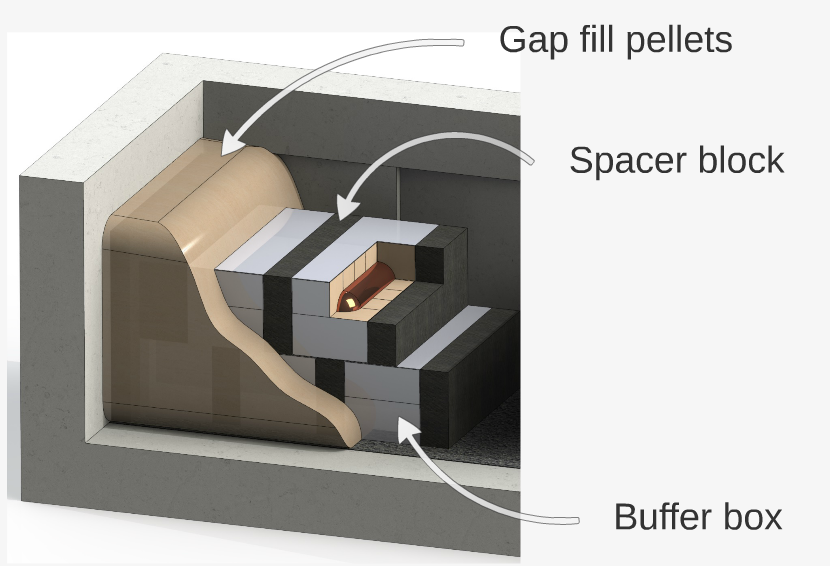 Gap fill pellets
Spacer block
Buffer box